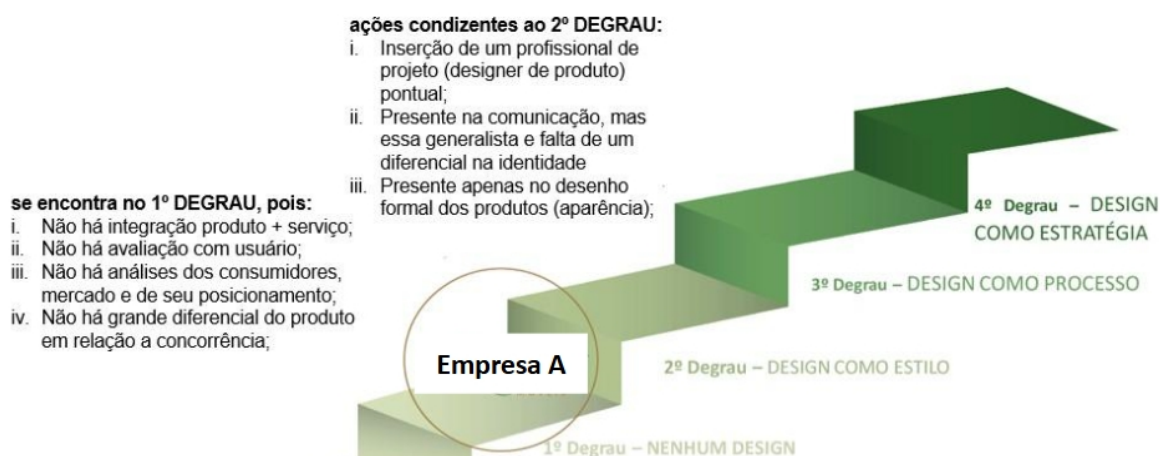 ações condizentes ao 2º DEGRAU:
i. Inserção de um profissional de
projeto (designer de produto)
pontual;
ii. Presente na comunicação, mas
essa generalista e falta de um
diferencial na identidade
iii. Presente apenas no desenho
formal dos produtos (aparência);
se encontra no 1º DEGRAU, pois:
i. Não há integração produto + serviço;
ii. Não há avaliação com usuário;
iii. Não há análises dos consumidores,
mercado e de seu posicionamento;
iv. Não há grande diferencial do produto
em relação a concorrência;
4º Degrau – DESIGN
COMO ESTRATÉGIA
3º Degrau – DESIGN COMO PROCESSO
Empresa A
2º Degrau – DESIGN COMO ESTILO
1º Degrau – NENHUM DESIGN